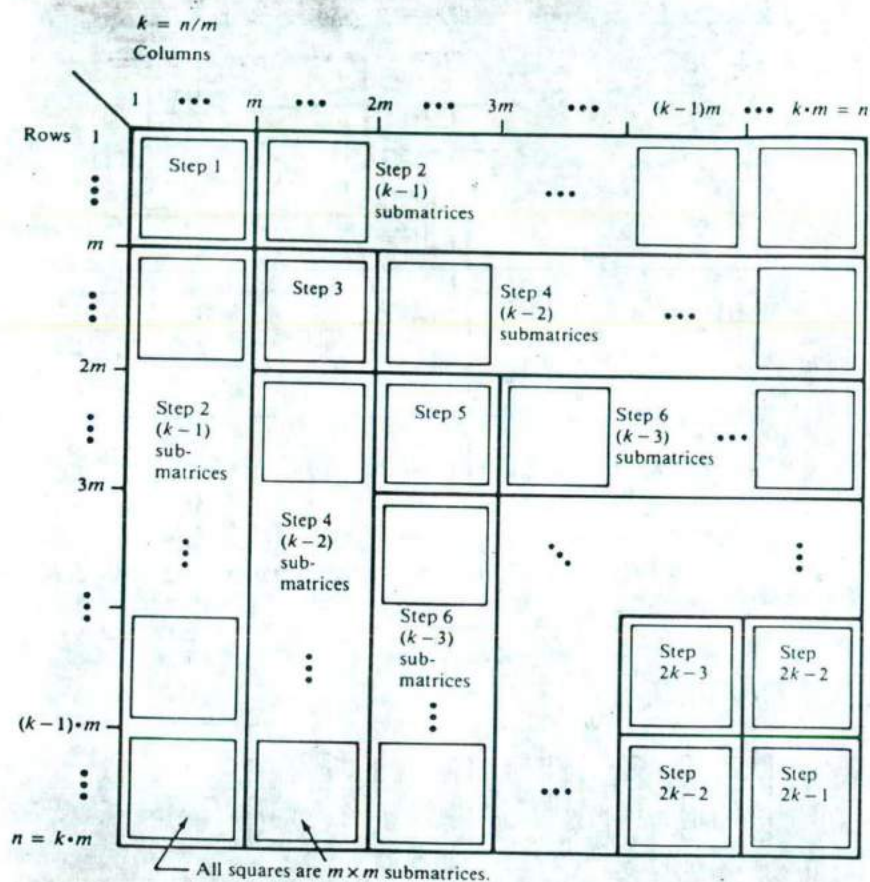 k = n/m
Columns
1 ••• m ••• 2m ••• 3m ••• (k−1)m ••• k•m = n
Rows 1
Step 1
Step 2
(k−1)
submatrices
•••
m
Step 3
Step 4
(k−2)
submatrices
•••
2m
Step 2
(k−1)
sub-
matrices
Step 5
Step 6
(k−3)
submatrices
•••
3m
Step 4
(k−2)
sub-
matrices
Step 6
(k−3)
sub-
matrices
Step
2k−3
Step
2k−2
(k−1)•m
•••
Step
2k−2
Step
2k−1
n = k•m
All squares are m × m submatrices.